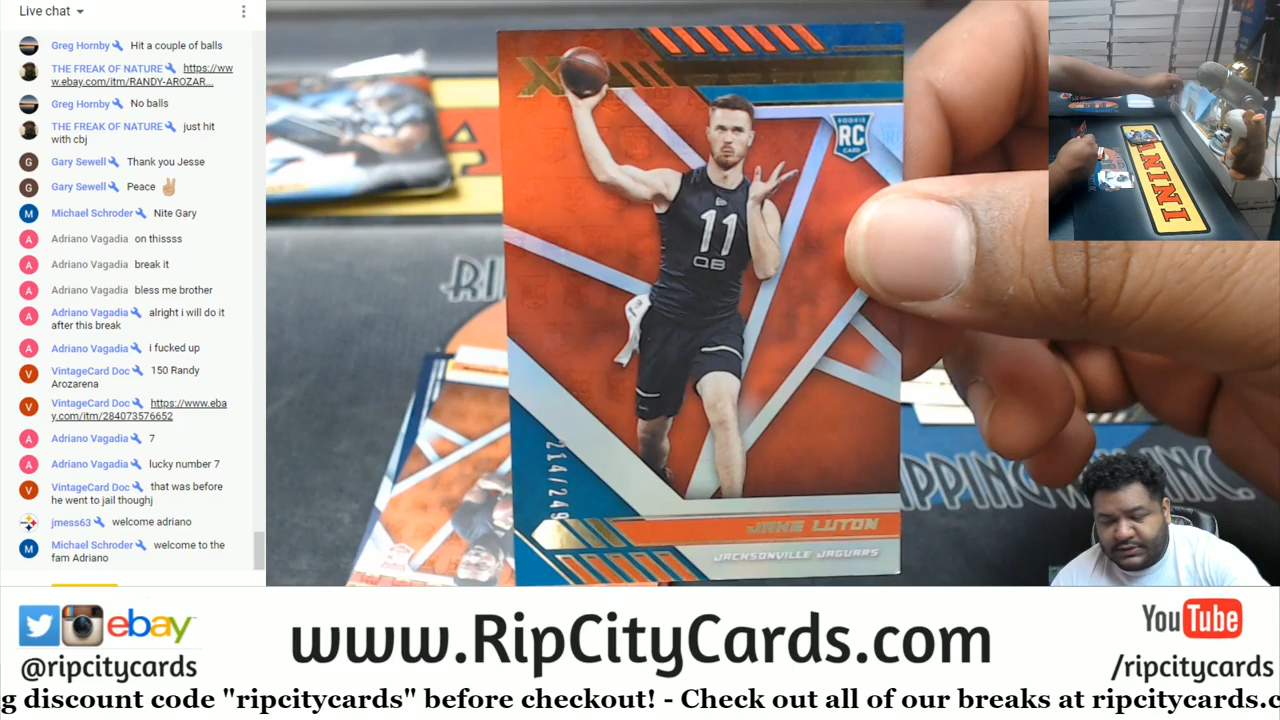 Live chat
Greg Hornby Hit a couple of balls
THE FREAK OF NATURE https://ww
w.ebay.com/itm/RANDY-AROZAR...
Greg Hornby No balls
THE FREAK OF NATURE just hit
with cbj
G Gary Sewell Thank you Jesse
G Gary Sewell Peace ✌🏼
M Michael Schroder Nite Gary
A Adriano Vagadia on thissss
A Adriano Vagadia break it
A Adriano Vagadia bless me brother
A Adriano Vagadia alright i will do it
after this break
A Adriano Vagadia i fucked up
V VintageCard Doc 150 Randy
Arozarena
V VintageCard Doc https://www.eba
y.com/itm/284073576652
A Adriano Vagadia 7
A Adriano Vagadia lucky number 7
V VintageCard Doc that was before
he went to jail thoughj
jmess63 welcome adriano
M Michael Schroder welcome to the
fam Adriano
ROOKIE
RC
CARD
11
QB
214/249
JAKE LUTON
JACKSONVILLE JAGUARS
PANINI
INC.
ebay
@ripcitycards
www.RipCityCards.com
YouTube
/ripcitycards
g discount code "ripcitycards" before checkout! - Check out all of our breaks at ripcitycards.c